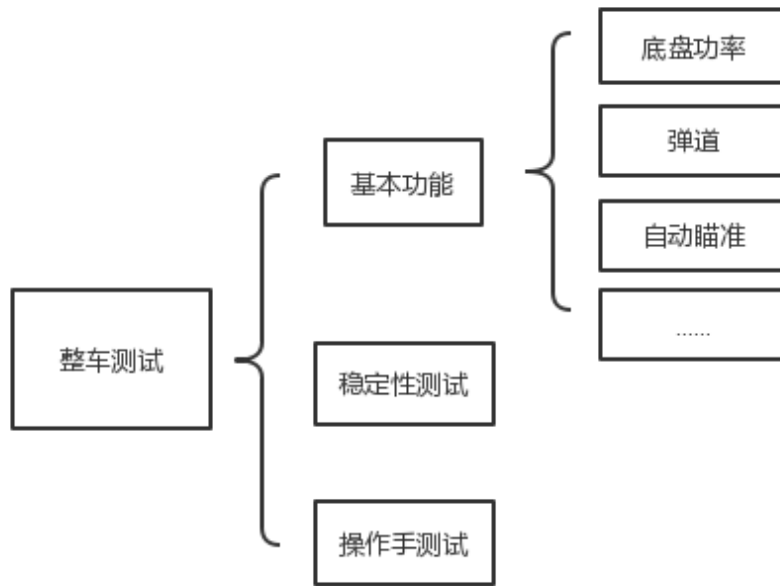 底盘功率
弹道
基本功能
自动瞄准
......
整车测试
稳定性测试
操作手测试